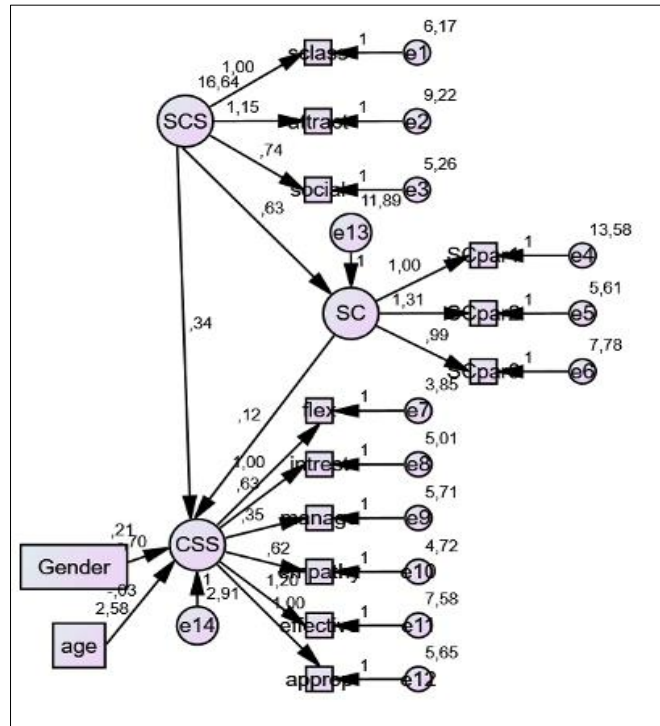 6,17
1 sclass e1
1,00
16,64
9,22
SCS 1,15 attract 1 e2
,74
5,26
social 1 e3
,63 11,89
e13
13,58
1 1,00 1 e4
5,61
SC 1,31 1 e5
,34 ,99
7,78
1 e6
3,85
,12 flex 1 e7
1,00
5,01
,63 intrest 1 e8
,35
5,71
manag 1 e9
,21 CSS
-,70 ,62
4,72
Gender empathy 1 e10
-,03 1 1,20
2,58 2,91 1,00
7,58
e14 effectiv 1 e11
age
5,65
approp 1 e12